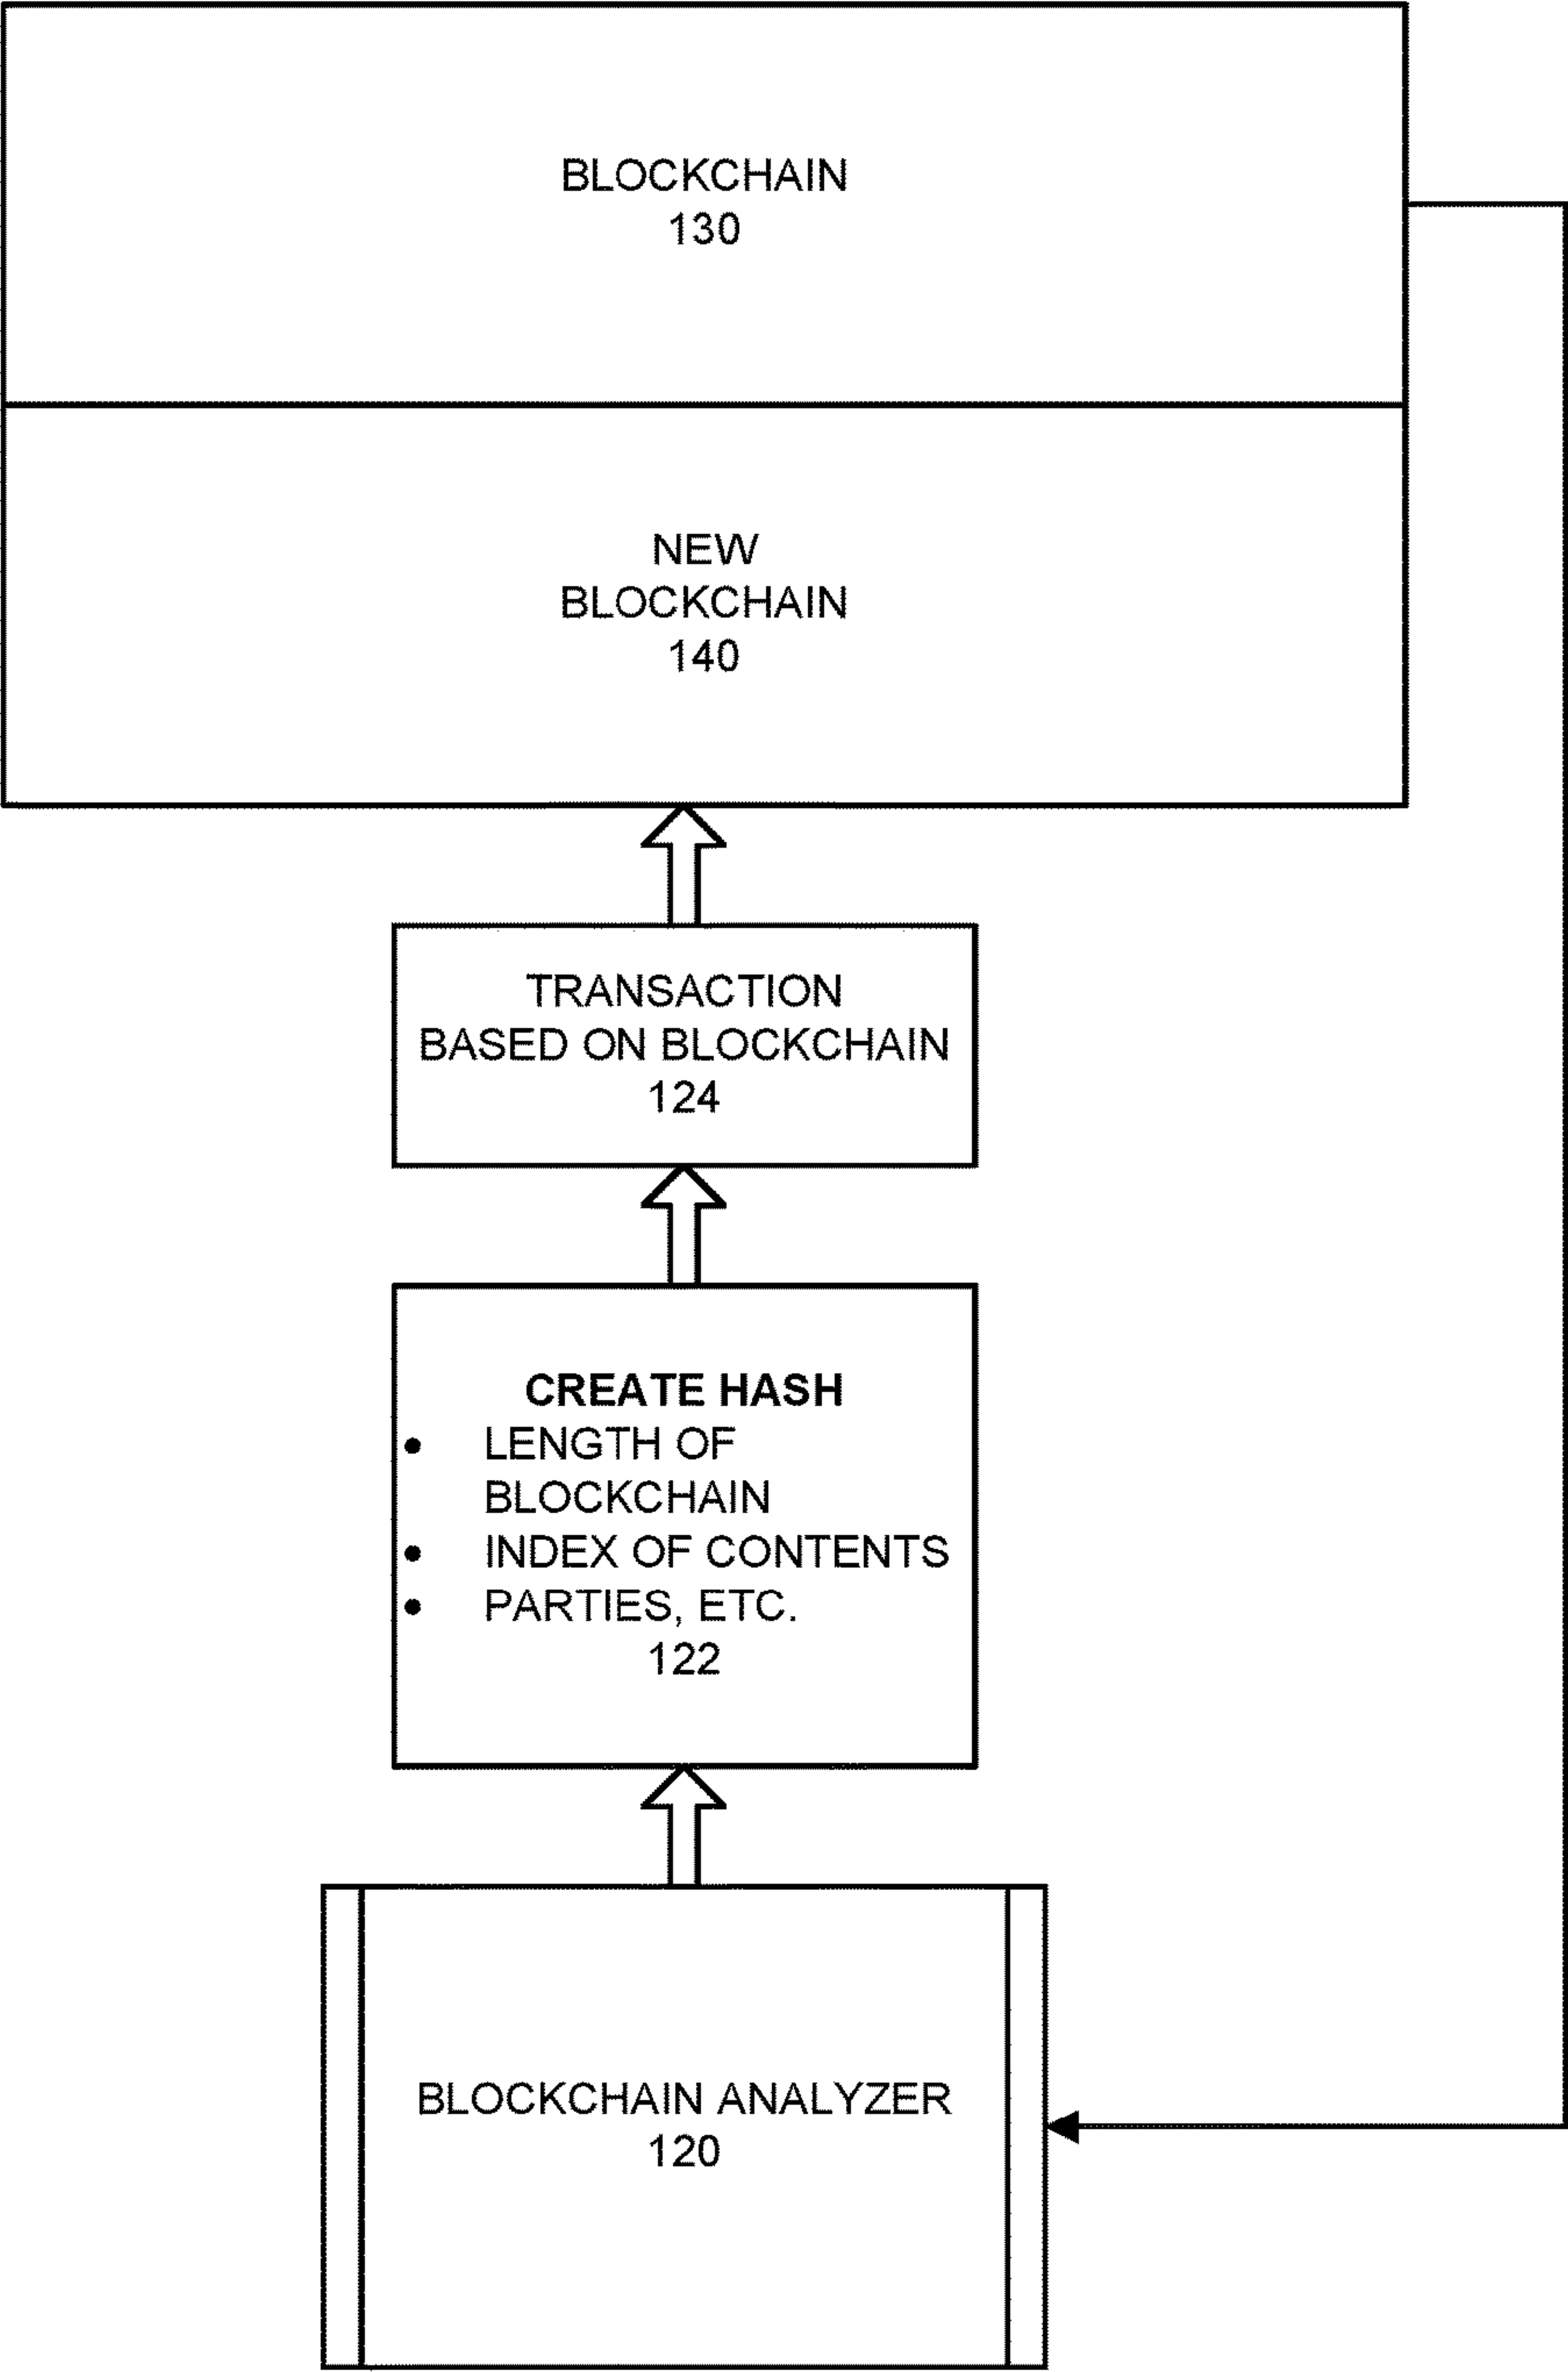 BLOCKCHAIN
130
NEW
BLOCKCHAIN
140
TRANSACTION
BASED ON BLOCKCHAIN
124
CREATE HASH
• LENGTH OF
BLOCKCHAIN
• INDEX OF CONTENTS
• PARTIES, ETC.
122
BLOCKCHAIN ANALYZER
120